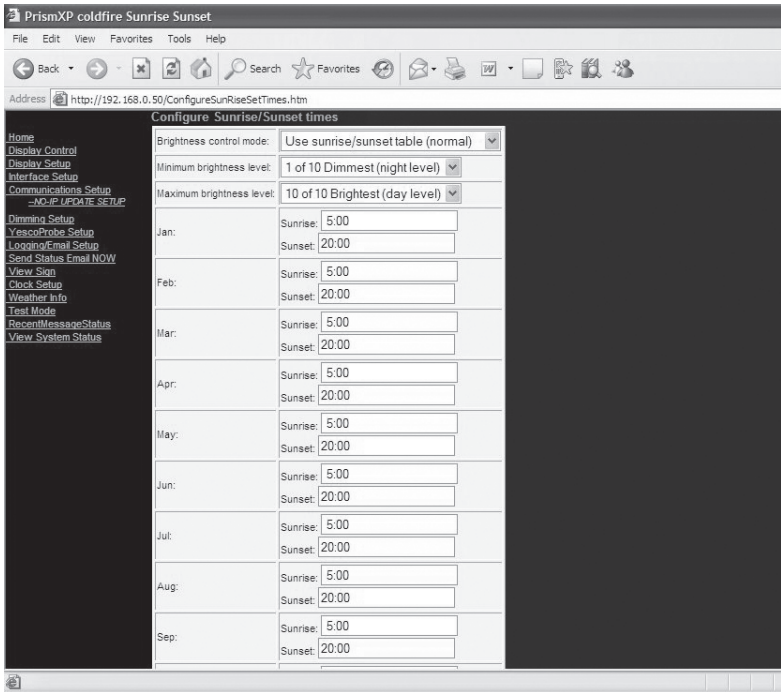 PrismXP coldfire Sunrise Sunset
File Edit View Favorites Tools Help
Back Search Favorites
Address http://192.168.0.50/ConfigureSunRiseSetTimes.htm
Configure Sunrise/Sunset times
Home
Display Control
Display Setup
Interface Setup
Communications Setup
--NO-IP UPDATE SETUP
Dimming Setup
YescoProbe Setup
Logging/Email Setup
Send Status Email NOW
View Sign
Clock Setup
Weather Info
Test Mode
RecentMessageStatus
View System Status
Brightness control mode: Use sunrise/sunset table (normal)
Minimum brightness level: 1 of 10 Dimmest (night level)
Maximum brightness level: 10 of 10 Brightest (day level)
Jan:
Sunrise: 5:00
Sunset: 20:00
Feb:
Sunrise: 5:00
Sunset: 20:00
Mar:
Sunrise: 5:00
Sunset: 20:00
Apr:
Sunrise: 5:00
Sunset: 20:00
May:
Sunrise: 5:00
Sunset: 20:00
Jun:
Sunrise: 5:00
Sunset: 20:00
Jul:
Sunrise: 5:00
Sunset: 20:00
Aug:
Sunrise: 5:00
Sunset: 20:00
Sep:
Sunrise: 5:00
Sunset: 20:00